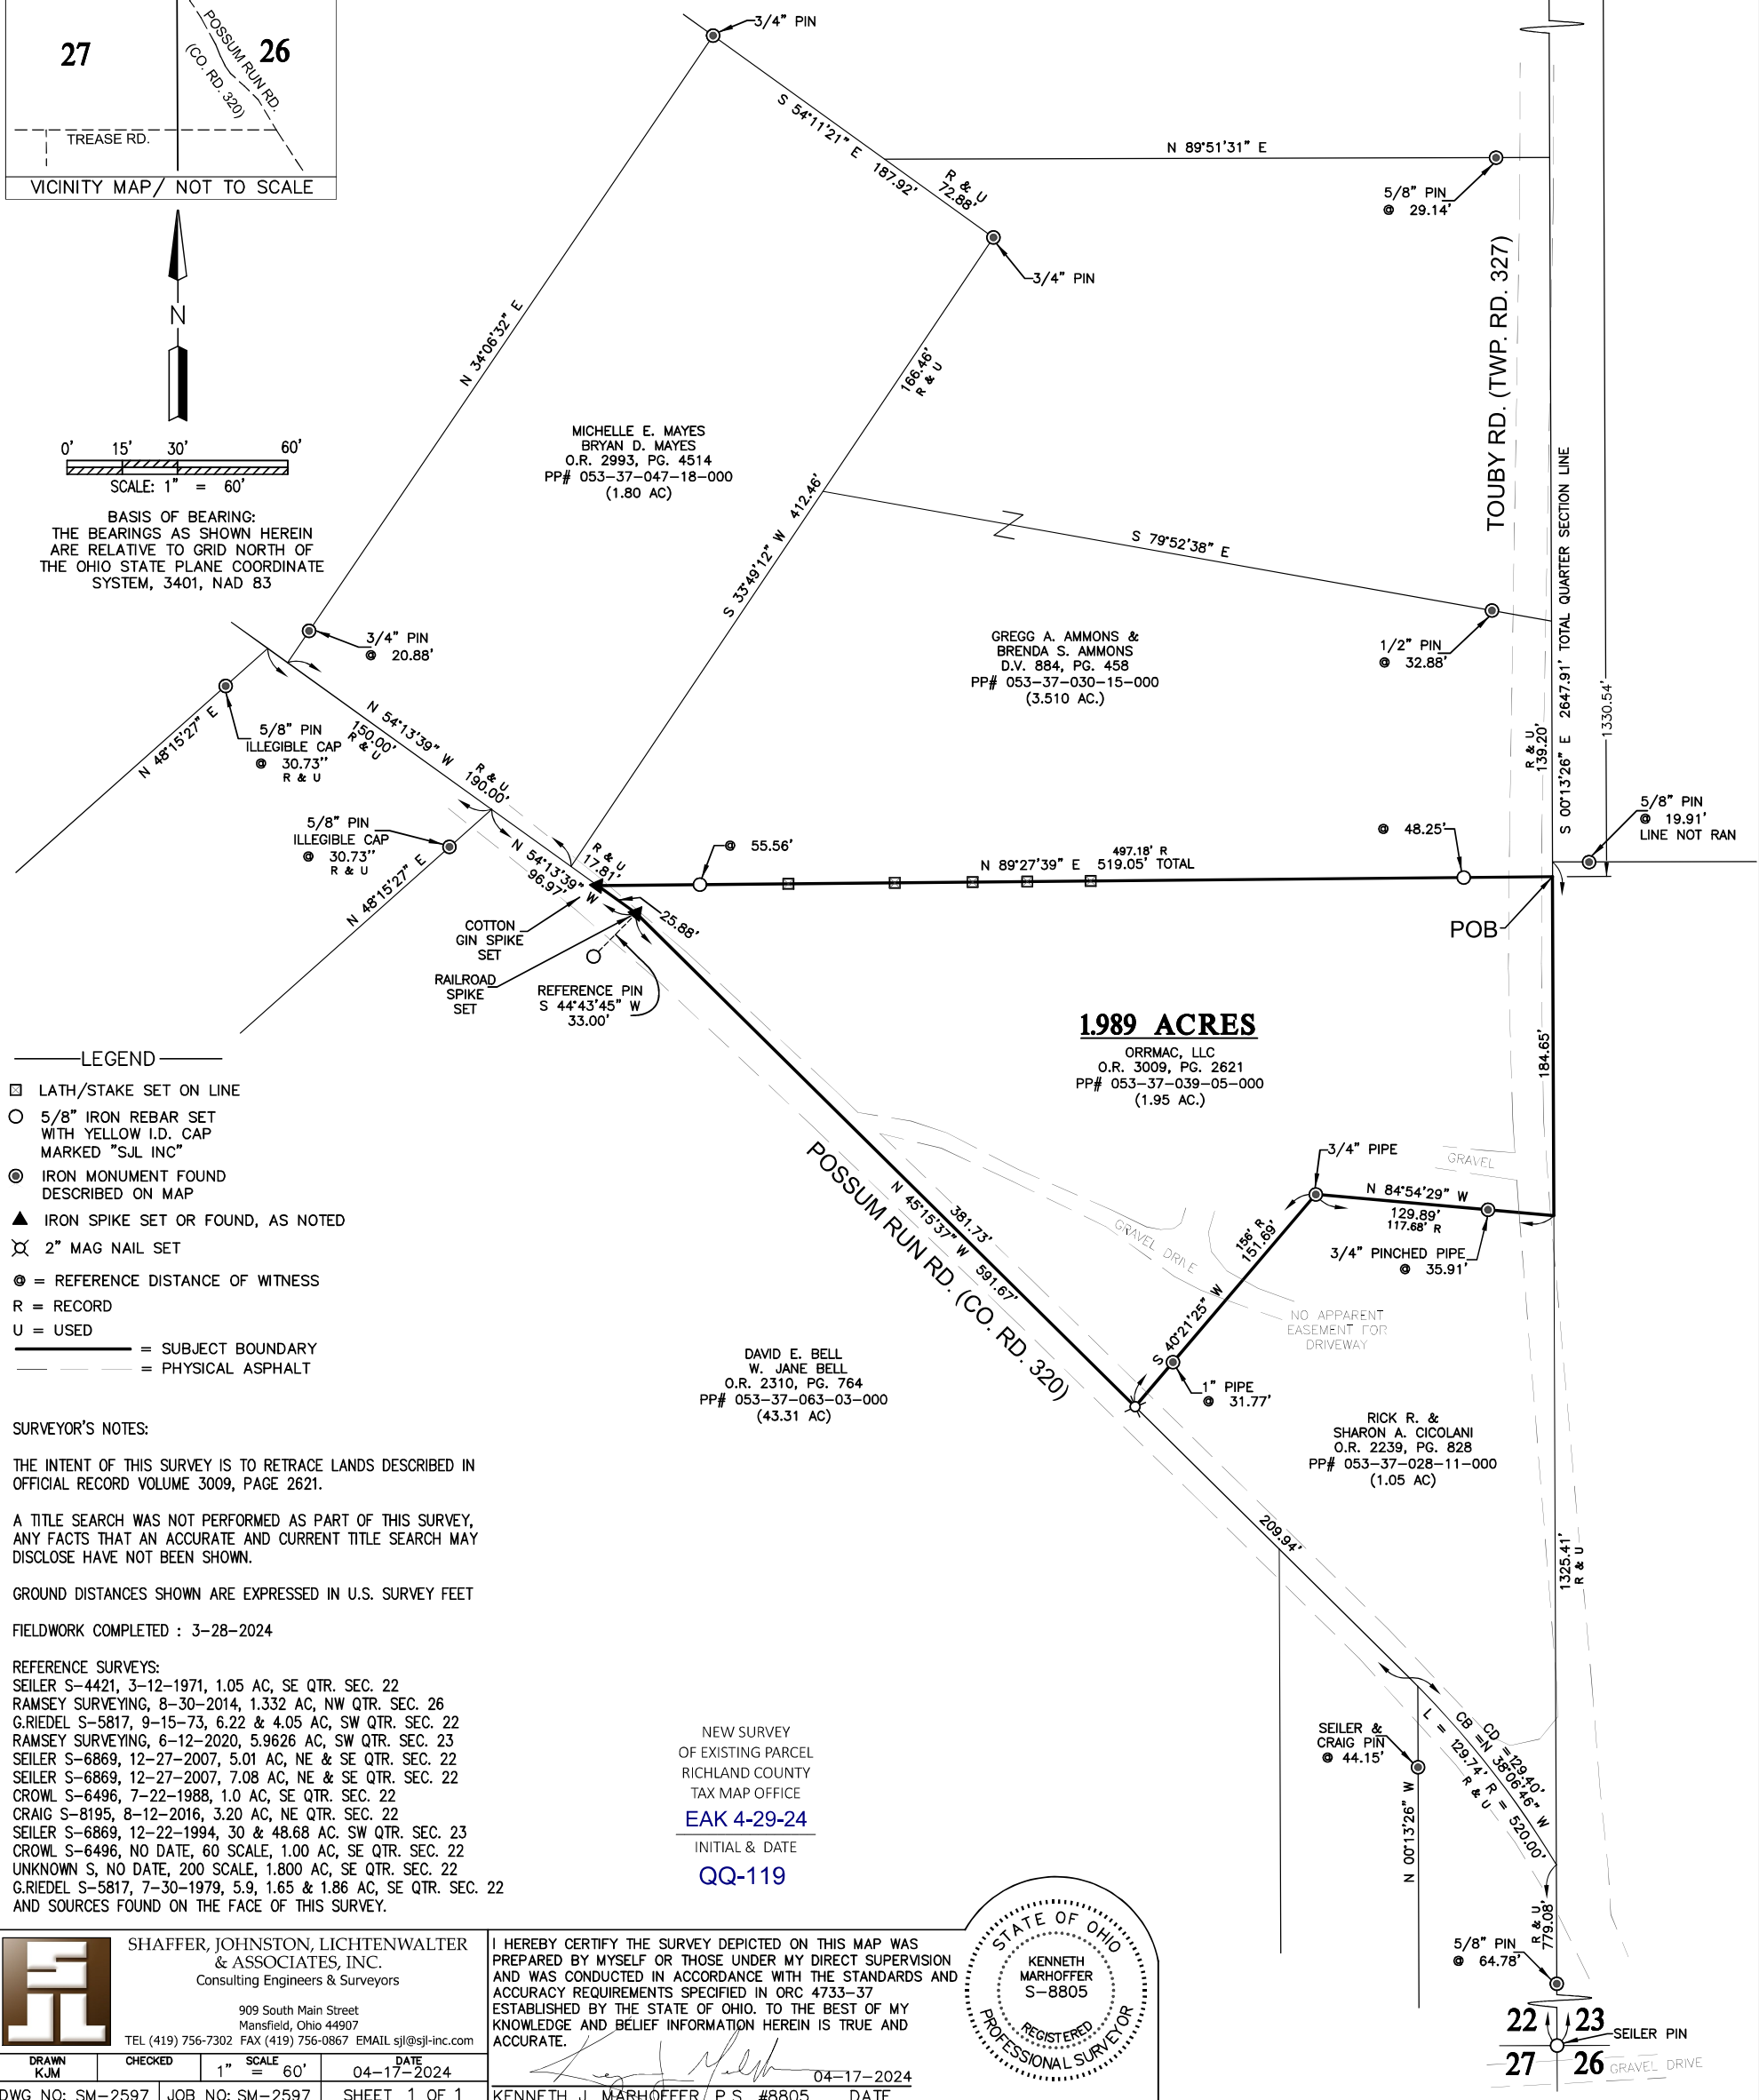 27
26
POSSUM RUN RD.
(CO. RD. 320)
TREASE RD.
VICINITY MAP/ NOT TO SCALE
N
0' 15' 30' 60'
SCALE: 1" = 60'
BASIS OF BEARING:
THE BEARINGS AS SHOWN HEREIN
ARE RELATIVE TO GRID NORTH OF
THE OHIO STATE PLANE COORDINATE
SYSTEM, 3401, NAD 83
3/4" PIN
S 54°11'21" E
187.92'
R & U
72.88'
N 89°51'31" E
5/8" PIN
@ 29.14'
3/4" PIN
N 34°06'32" E
166.46'
R & U
TOUBY RD. (TWP. RD. 327)
MICHELLE E. MAYES
BRYAN D. MAYES
O.R. 2993, PG. 4514
PP# 053-37-047-18-000
(1.80 AC)
S 33°49'12" W 412.46'
S 79°52'38" E
S 00°13'26" E 2647.91' TOTAL QUARTER SECTION LINE
1330.54'
3/4" PIN
@ 20.88'
GREGG A. AMMONS &
BRENDA S. AMMONS
D.V. 884, PG. 458
PP# 053-37-030-15-000
(3.510 AC.)
1/2" PIN
@ 32.88'
N 48°15'27" E
5/8" PIN
ILLEGIBLE CAP
@ 30.73"
R & U
N 54°13'39" W
150.00'
R & U
R & U
190.00'
R & U
139.20'
5/8" PIN
@ 19.91'
LINE NOT RAN
5/8" PIN
ILLEGIBLE CAP
@ 30.73"
R & U
N 48°15'27" E
N 54°13'39" W
96.97'
R & U
17.81'
@ 55.56'
497.18' R
N 89°27'39" E 519.05' TOTAL
@ 48.25'
POB
COTTON
GIN SPIKE
SET
25.88'
RAILROAD
SPIKE
SET
REFERENCE PIN
S 44°43'45" W
33.00'
1.989 ACRES
ORRMAC, LLC
O.R. 3009, PG. 2621
PP# 053-37-039-05-000
(1.95 AC.)
184.65'
LEGEND
LATH/STAKE SET ON LINE
5/8" IRON REBAR SET
WITH YELLOW I.D. CAP
MARKED "SJL INC"
IRON MONUMENT FOUND
DESCRIBED ON MAP
IRON SPIKE SET OR FOUND, AS NOTED
2" MAG NAIL SET
@ = REFERENCE DISTANCE OF WITNESS
R = RECORD
U = USED
= SUBJECT BOUNDARY
= PHYSICAL ASPHALT
3/4" PIPE
GRAVEL
N 84°54'29" W
129.89'
117.68' R
3/4" PINCHED PIPE
@ 35.91'
156' R
151.69'
S 40°21'25" W
GRAVEL DRIVE
NO APPARENT
EASEMENT FOR
DRIVEWAY
381.73'
N 45°15'37" W 591.67'
POSSUM RUN RD. (CO. RD. 320)
1" PIPE
@ 31.77'
DAVID E. BELL
W. JANE BELL
O.R. 2310, PG. 764
PP# 053-37-063-03-000
(43.31 AC)
RICK R. &
SHARON A. CICOLANI
O.R. 2239, PG. 828
PP# 053-37-028-11-000
(1.05 AC)
SURVEYOR'S NOTES:
THE INTENT OF THIS SURVEY IS TO RETRACE LANDS DESCRIBED IN
OFFICIAL RECORD VOLUME 3009, PAGE 2621.
A TITLE SEARCH WAS NOT PERFORMED AS PART OF THIS SURVEY,
ANY FACTS THAT AN ACCURATE AND CURRENT TITLE SEARCH MAY
DISCLOSE HAVE NOT BEEN SHOWN.
GROUND DISTANCES SHOWN ARE EXPRESSED IN U.S. SURVEY FEET
FIELDWORK COMPLETED : 3-28-2024
209.94'
1325.41'
R & U
REFERENCE SURVEYS:
SEILER S-4421, 3-12-1971, 1.05 AC, SE QTR. SEC. 22
RAMSEY SURVEYING, 8-30-2014, 1.332 AC, NW QTR. SEC. 26
G.RIEDEL S-5817, 9-15-73, 6.22 & 4.05 AC, SW QTR. SEC. 22
RAMSEY SURVEYING, 6-12-2020, 5.9626 AC, SW QTR. SEC. 23
SEILER S-6869, 12-27-2007, 5.01 AC, NE & SE QTR. SEC. 22
SEILER S-6869, 12-27-2007, 7.08 AC, NE & SE QTR. SEC. 22
CROWL S-6496, 7-22-1988, 1.0 AC, SE QTR. SEC. 22
CRAIG S-8195, 8-12-2016, 3.20 AC, NE QTR. SEC. 22
SEILER S-6869, 12-22-1994, 30 & 48.68 AC. SW QTR. SEC. 23
CROWL S-6496, NO DATE, 60 SCALE, 1.00 AC, SE QTR. SEC. 22
UNKNOWN S, NO DATE, 200 SCALE, 1.800 AC, SE QTR. SEC. 22
G.RIEDEL S-5817, 7-30-1979, 5.9, 1.65 & 1.86 AC, SE QTR. SEC. 22
AND SOURCES FOUND ON THE FACE OF THIS SURVEY.
NEW SURVEY
OF EXISTING PARCEL
RICHLAND COUNTY
TAX MAP OFFICE
EAK 4-29-24
INITIAL & DATE
QQ-119
SEILER &
CRAIG PIN
@ 44.15'
N 00°13'26" W
CD =129.40'
CB =N 38°06'46" W
L = 129.74' R = 520.00'
R & U
R & U
779.08'
5/8" PIN
@ 64.78'
22 23
SEILER PIN
27 26
GRAVEL DRIVE
SHAFFER, JOHNSTON, LICHTENWALTER
& ASSOCIATES, INC.
Consulting Engineers & Surveyors
909 South Main Street
Mansfield, Ohio 44907
TEL (419) 756-7302 FAX (419) 756-0867 EMAIL sjl@sjl-inc.com
DRAWN
KJM
CHECKED
SCALE
1" = 60'
DATE
04-17-2024
DWG NO: SM-2597
JOB NO: SM-2597
SHEET 1 OF 1
I HEREBY CERTIFY THE SURVEY DEPICTED ON THIS MAP WAS
PREPARED BY MYSELF OR THOSE UNDER MY DIRECT SUPERVISION
AND WAS CONDUCTED IN ACCORDANCE WITH THE STANDARDS AND
ACCURACY REQUIREMENTS SPECIFIED IN ORC 4733-37
ESTABLISHED BY THE STATE OF OHIO. TO THE BEST OF MY
KNOWLEDGE AND BELIEF INFORMATION HEREIN IS TRUE AND
ACCURATE.
04-17-2024
KENNETH J. MARHOFFER P.S. #8805 DATE
STATE OF OHIO
KENNETH
MARHOFFER
S-8805
REGISTERED
PROFESSIONAL SURVEYOR